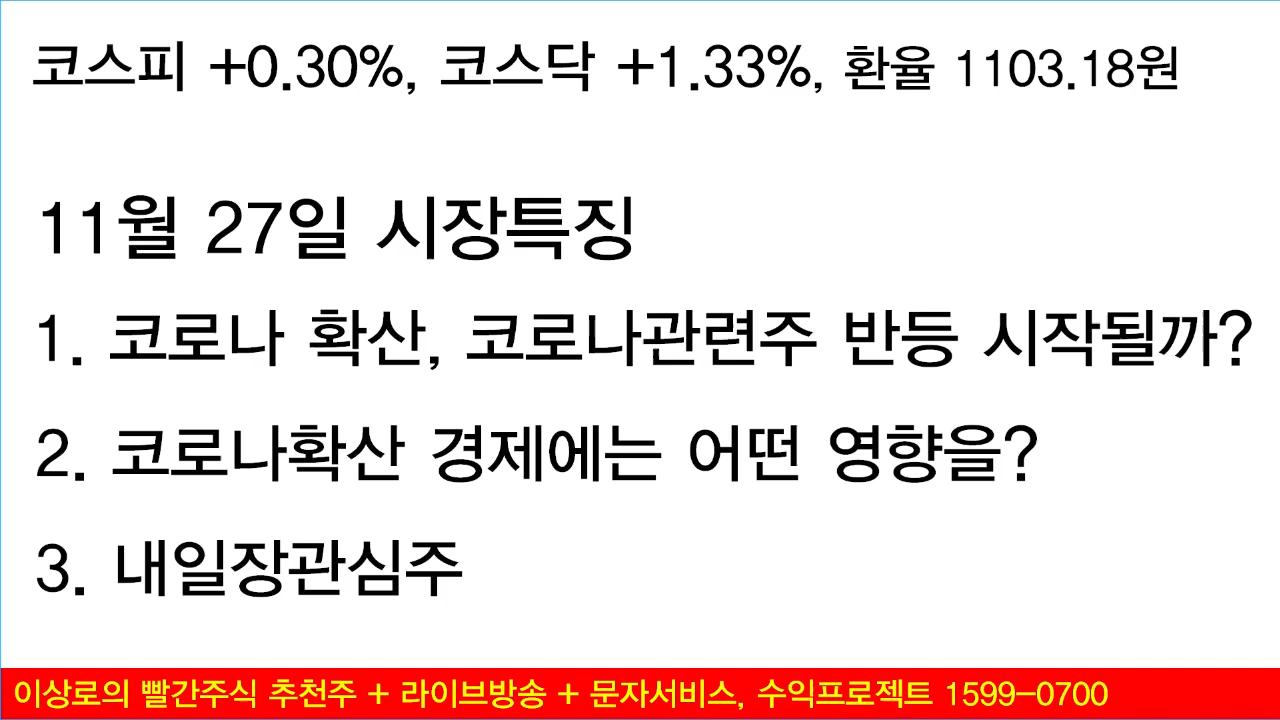 코스피 +0.30%, 코스닥 +1.33%, 환율 1103.18원
11월 27일 시장특징
1. 코로나 확산, 코로나관련주 반등 시작될까?
2. 코로나확산 경제에는 어떤 영향을?
3. 내일장관심주
이상로의 빨간주식 추천주 + 라이브방송 + 문자서비스, 수익프로젝트 1599-0700